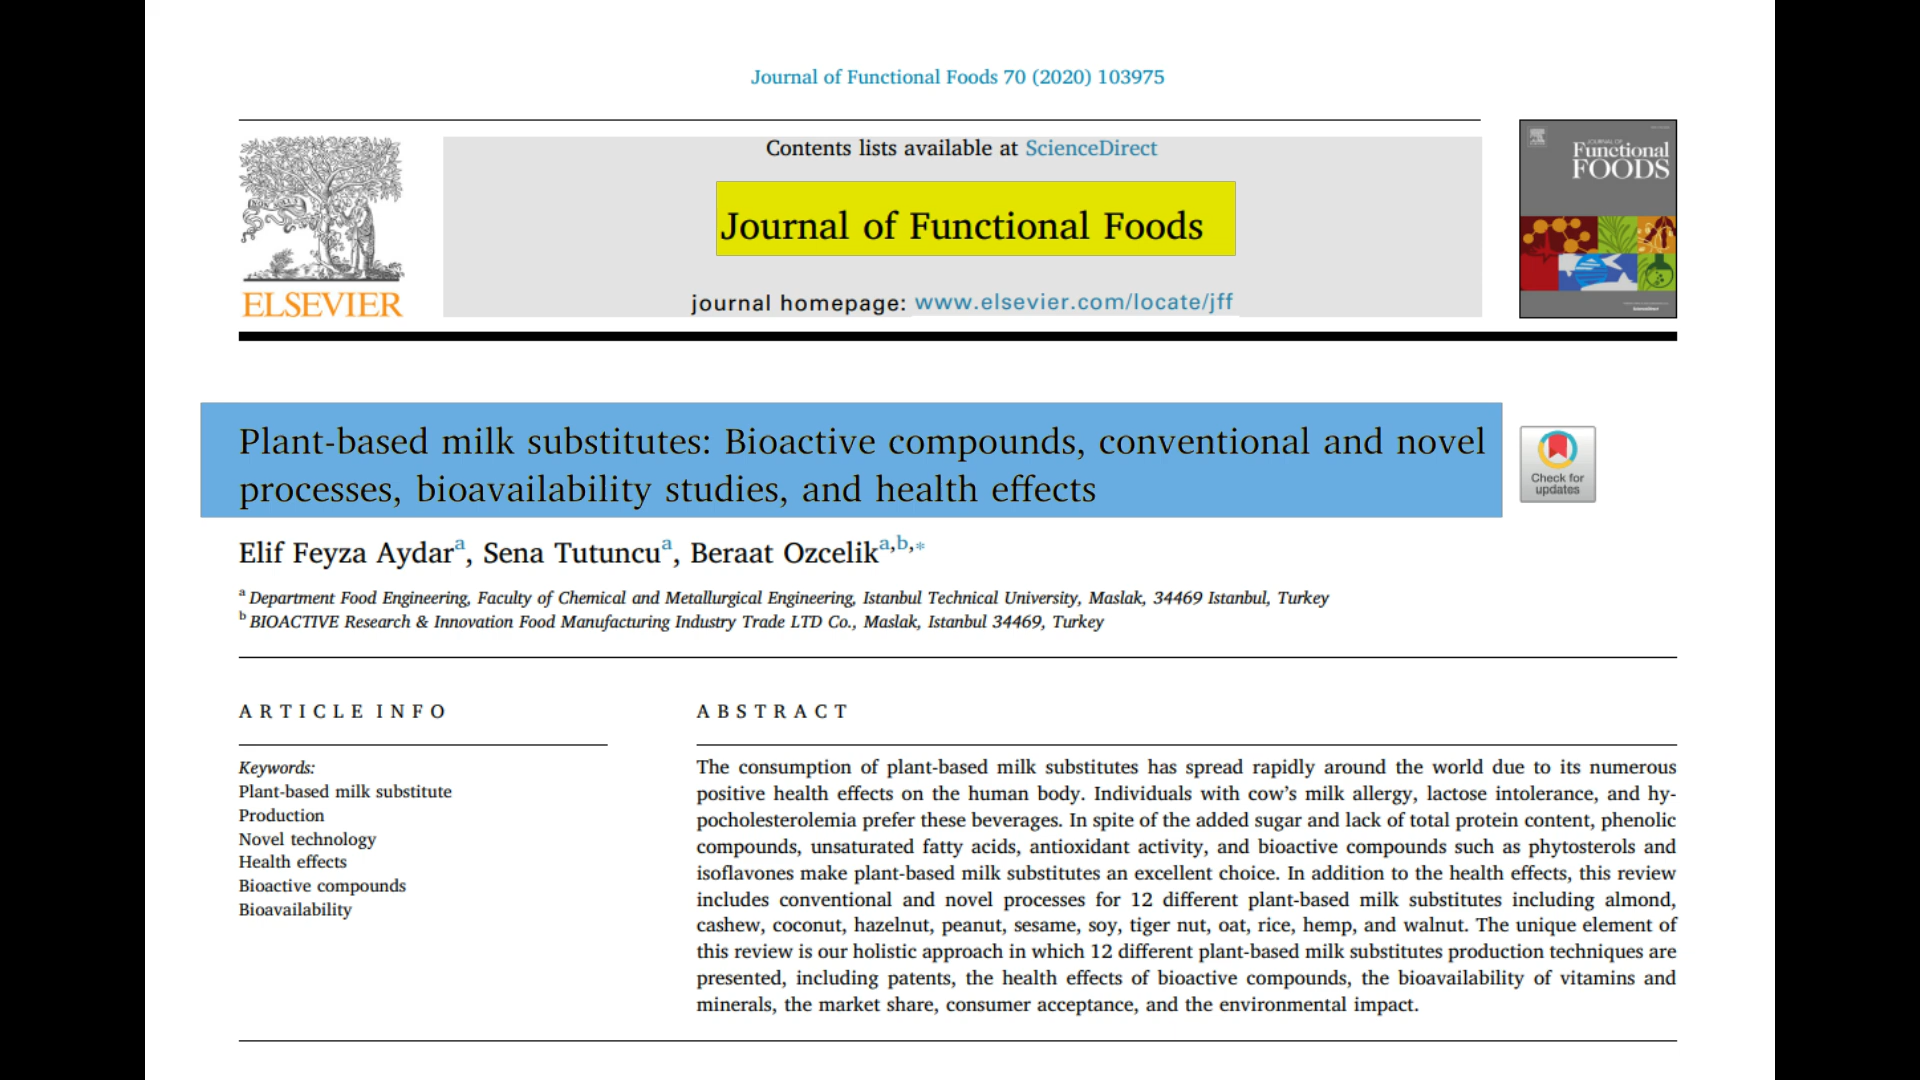 Journal of Functional Foods 70 (2020) 103975
Contents lists available at ScienceDirect
Journal of Functional Foods
journal homepage: www.elsevier.com/locate/jff
ELSEVIER
JOURNAL OF
Functional
FOODS
Plant-based milk substitutes: Bioactive compounds, conventional and novel
processes, bioavailability studies, and health effects
Check for
updates
Elif Feyza Aydar a, Sena Tutuncu a, Beraat Ozcelik a,b,*
a Department Food Engineering, Faculty of Chemical and Metallurgical Engineering, Istanbul Technical University, Maslak, 34469 Istanbul, Turkey
b BIOACTIVE Research & Innovation Food Manufacturing Industry Trade LTD Co., Maslak, Istanbul 34469, Turkey
ARTICLE INFO
Keywords:
Plant-based milk substitute
Production
Novel technology
Health effects
Bioactive compounds
Bioavailability
ABSTRACT
The consumption of plant-based milk substitutes has spread rapidly around the world due to its numerous
positive health effects on the human body. Individuals with cow's milk allergy, lactose intolerance, and hy-
pocholesterolemia prefer these beverages. In spite of the added sugar and lack of total protein content, phenolic
compounds, unsaturated fatty acids, antioxidant activity, and bioactive compounds such as phytosterols and
isoflavones make plant-based milk substitutes an excellent choice. In addition to the health effects, this review
includes conventional and novel processes for 12 different plant-based milk substitutes including almond,
cashew, coconut, hazelnut, peanut, sesame, soy, tiger nut, oat, rice, hemp, and walnut. The unique element of
this review is our holistic approach in which 12 different plant-based milk substitutes production techniques are
presented, including patents, the health effects of bioactive compounds, the bioavailability of vitamins and
minerals, the market share, consumer acceptance, and the environmental impact.